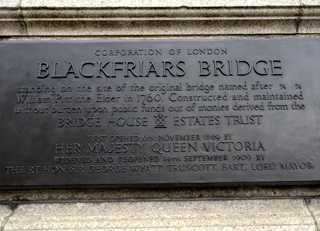 CORPORATION OF LONDON
BLACKFRIARS BRIDGE
standing on the site of the original bridge named after
William Pitt the Elder in 1760. Constructed and maintained
without burden upon public funds out of monies derived from the
BRIDGE HOUSE ESTATES TRUST
FIRST OPENED 6TH NOVEMBER 1869 BY
HER MAJESTY QUEEN VICTORIA
WIDENED AND REOPENED 14TH SEPTEMBER 1909 BY
THE RT HON SIR GEORGE WYATT TRUSCOTT, BART, LORD MAYOR